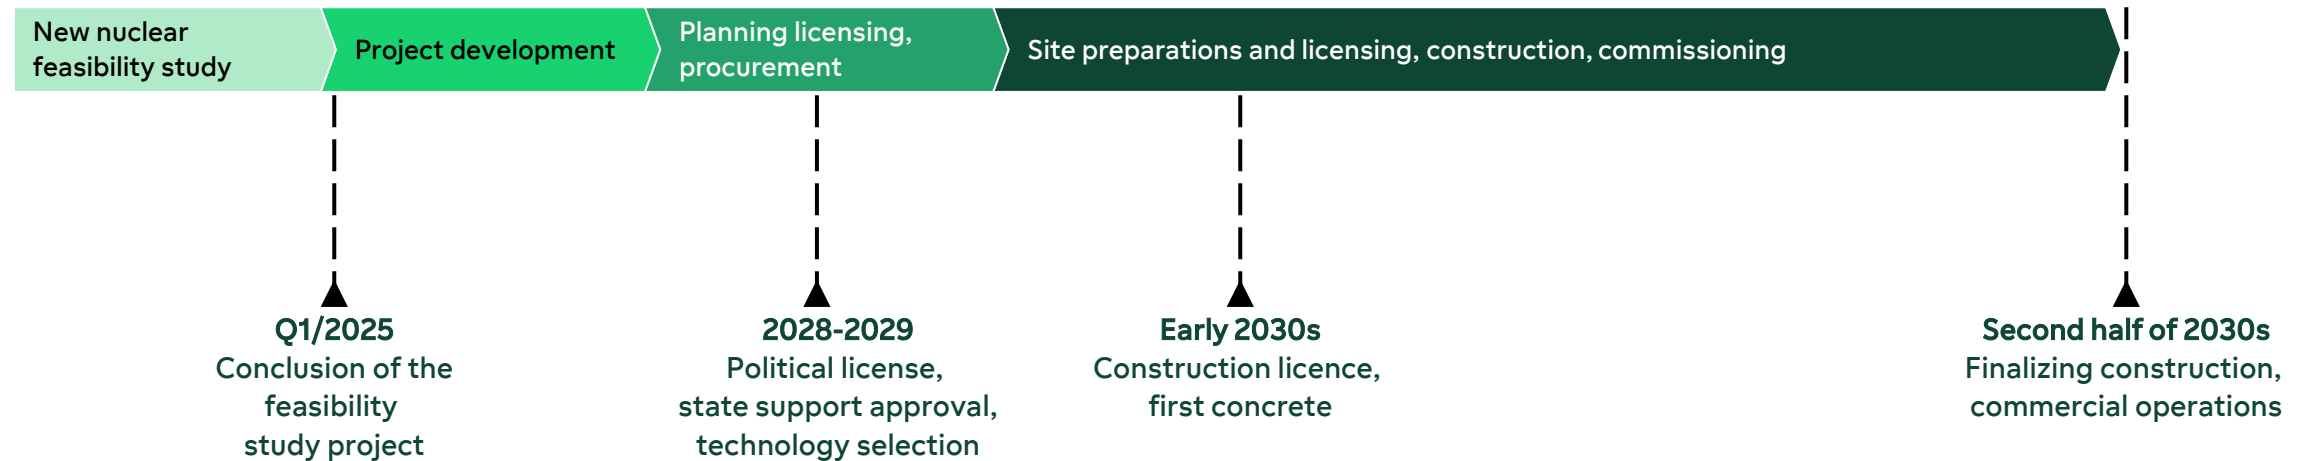 New nuclear
feasibility study
Project development
Planning licensing,
procurement
Site preparations and licensing, construction, commissioning
Q1/2025
Conclusion of the
feasibility
study project
2028-2029
Political license,
state support approval,
technology selection
Early 2030s
Construction licence,
first concrete
Second half of 2030s
Finalizing construction,
commercial operations